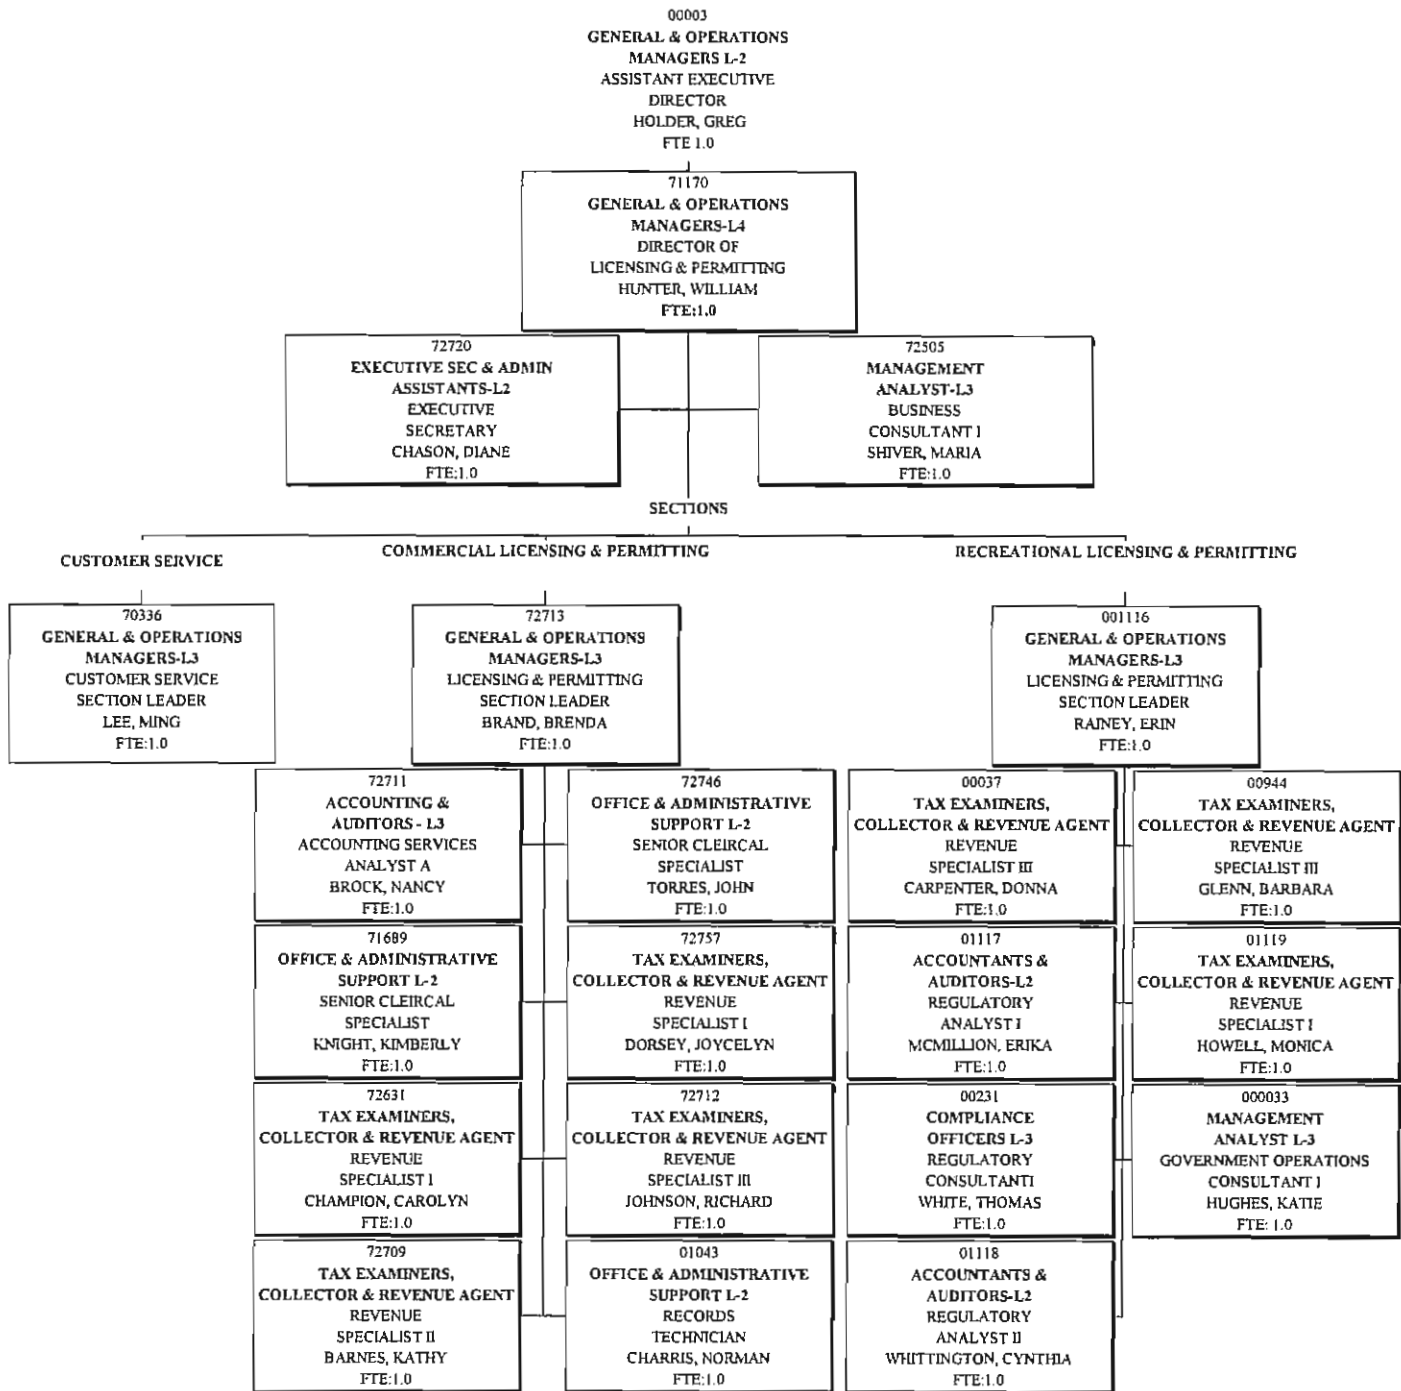 00003
GENERAL & OPERATIONS
MANAGERS L-2
ASSISTANT EXECUTIVE
DIRECTOR
HOLDER, GREG
FTE 1.0
71170
GENERAL & OPERATIONS
MANAGERS-L4
DIRECTOR OF
LICENSING & PERMITTING
HUNTER, WILLIAM
FTE:1.0
72720
EXECUTIVE SEC & ADMIN
ASSISTANTS-L2
EXECUTIVE
SECRETARY
CHASON, DIANE
FTE:1.0
72505
MANAGEMENT
ANALYST-L3
BUSINESS
CONSULTANT I
SHIVER, MARIA
FTE:1.0
SECTIONS
CUSTOMER SERVICE
COMMERCIAL LICENSING & PERMITTING
RECREATIONAL LICENSING & PERMITTING
70336
GENERAL & OPERATIONS
MANAGERS-L3
CUSTOMER SERVICE
SECTION LEADER
LEE, MING
FTE:1.0
72713
GENERAL & OPERATIONS
MANAGERS-L3
LICENSING & PERMITTING
SECTION LEADER
BRAND, BRENDA
FTE:1.0
001116
GENERAL & OPERATIONS
MANAGERS-L3
LICENSING & PERMITTING
SECTION LEADER
RAINEY, ERIN
FTE:1.0
72711
ACCOUNTING &
AUDITORS - L3
ACCOUNTING SERVICES
ANALYST A
BROCK, NANCY
FTE:1.0
72746
OFFICE & ADMINISTRATIVE
SUPPORT L-2
SENIOR CLEIRCAL
SPECIALIST
TORRES, JOHN
FTE:1.0
00037
TAX EXAMINERS,
COLLECTOR & REVENUE AGENT
REVENUE
SPECIALIST III
CARPENTER, DONNA
FTE:1.0
00944
TAX EXAMINERS,
COLLECTOR & REVENUE AGENT
REVENUE
SPECIALIST III
GLENN, BARBARA
FTE:1.0
71689
OFFICE & ADMINISTRATIVE
SUPPORT L-2
SENIOR CLEIRCAL
SPECIALIST
KNIGHT, KIMBERLY
FTE:1.0
72757
TAX EXAMINERS,
COLLECTOR & REVENUE AGENT
REVENUE
SPECIALIST I
DORSEY, JOYCELYN
FTE:1.0
01117
ACCOUNTANTS &
AUDITORS-L2
REGULATORY
ANALYST I
MCMILLION, ERIKA
FTE:1.0
01119
TAX EXAMINERS,
COLLECTOR & REVENUE AGENT
REVENUE
SPECIALIST I
HOWELL, MONICA
FTE:1.0
72631
TAX EXAMINERS,
COLLECTOR & REVENUE AGENT
REVENUE
SPECIALIST I
CHAMPION, CAROLYN
FTE:1.0
72712
TAX EXAMINERS,
COLLECTOR & REVENUE AGENT
REVENUE
SPECIALIST III
JOHNSON, RICHARD
FTE:1.0
00231
COMPLIANCE
OFFICERS L-3
REGULATORY
CONSULTANTI
WHITE, THOMAS
FTE:1.0
000033
MANAGEMENT
ANALYST L-3
GOVERNMENT OPERATIONS
CONSULTANT I
HUGHES, KATIE
FTE: 1.0
72709
TAX EXAMINERS,
COLLECTOR & REVENUE AGENT
REVENUE
SPECIALIST II
BARNES, KATHY
FTE:1.0
01043
OFFICE & ADMINISTRATIVE
SUPPORT L-2
RECORDS
TECHNICIAN
CHARRIS, NORMAN
FTE:1.0
01118
ACCOUNTANTS &
AUDITORS-L2
REGULATORY
ANALYST II
WHITTINGTON, CYNTHIA
FTE:1.0